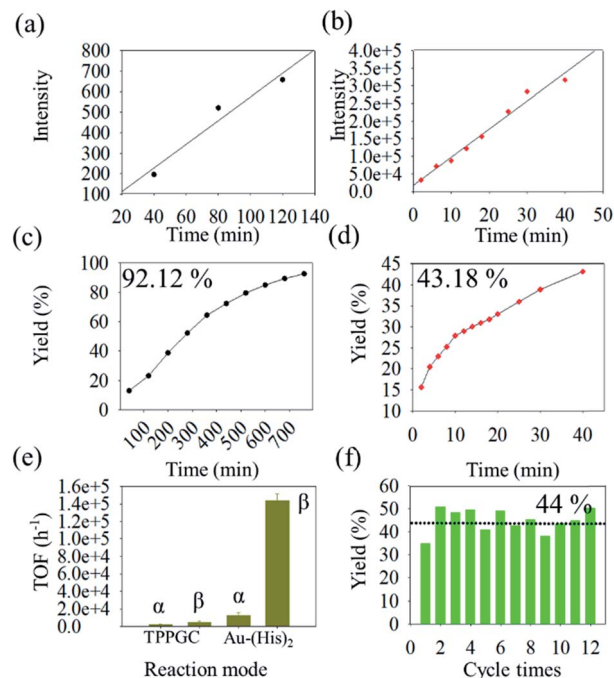 (a)
800
700
600
500
400
300
200
100
Intensity
20 40 60 80 100 120 140
Time (min)
(b)
4.0e+5
3.5e+5
3.0e+5
2.5e+5
2.0e+5
1.5e+5
1.0e+5
5.0e+4
0.0
Intensity
0 10 20 30 40 50
Time (min)
(c)
92.12 %
100
80
60
40
20
0
Yield (%)
100 200 300 400 500 600 700
Time (min)
(d)
43.18 %
45
40
35
30
25
20
15
10
Yield (%)
0 10 20 30 40
Time (min)
(e)
1.6e+5
1.4e+5
1.2e+5
1.0e+5
8.0e+4
6.0e+4
4.0e+4
2.0e+4
0.0
TOF (h-1)
α β α β
TPPGC Au-(His)2
Reaction mode
(f)
44 %
60
50
40
30
20
10
0
Yield (%)
0 2 4 6 8 10 12
Cycle times